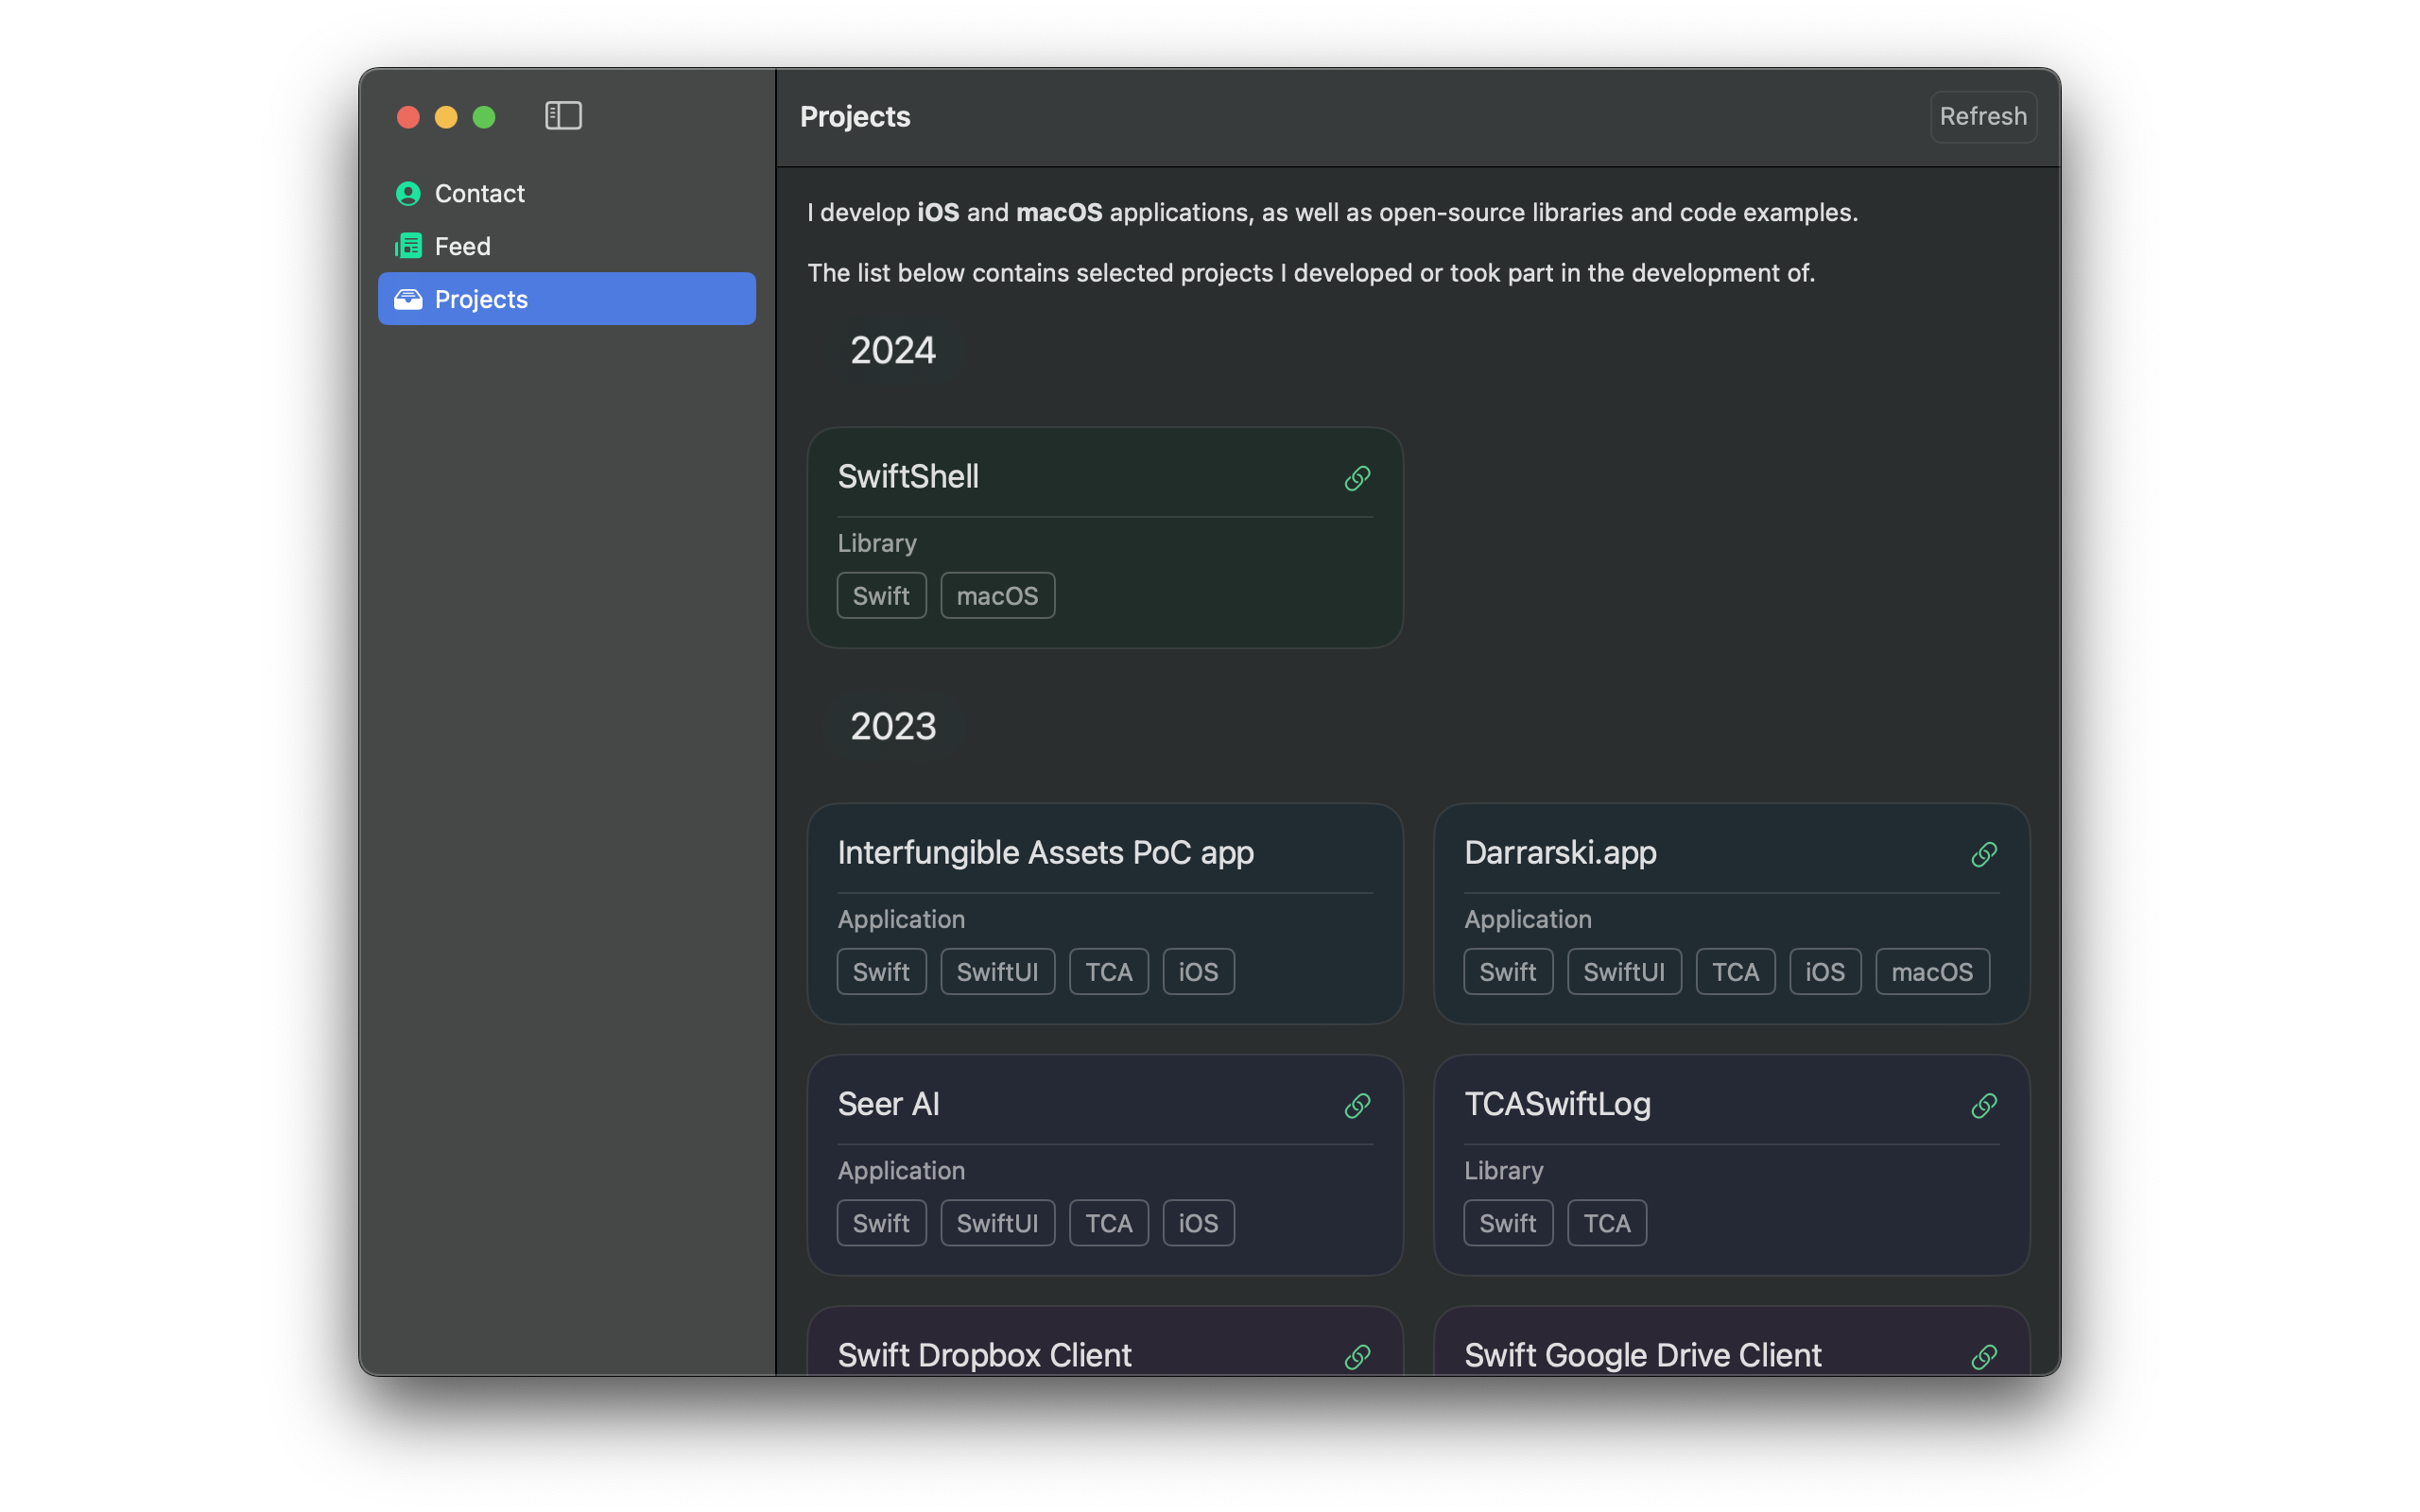 Contact
Feed
Projects
Projects
Refresh
I develop iOS and macOS applications, as well as open-source libraries and code examples.
The list below contains selected projects I developed or took part in the development of.
2024
SwiftShell
Library
Swift macOS
2023
Interfungible Assets PoC app
Application
Swift SwiftUI TCA iOS
Darrarski.app
Application
Swift SwiftUI TCA iOS macOS
Seer AI
Application
Swift SwiftUI TCA iOS
TCASwiftLog
Library
Swift TCA
Swift Dropbox Client
Swift Google Drive Client